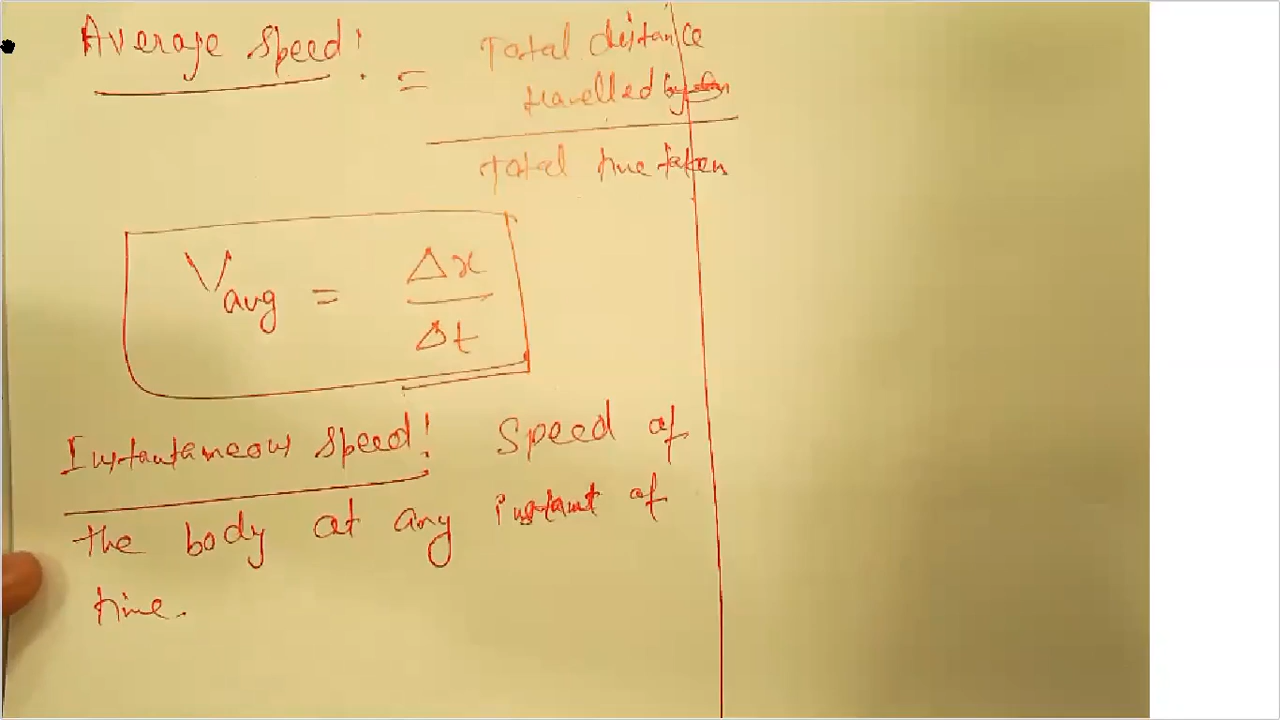 Average speed: = Total distance
travelled by
Total time taken
Vavg = Δx
Δt
Instantaneous speed: Speed of
the body at any instant of
time.